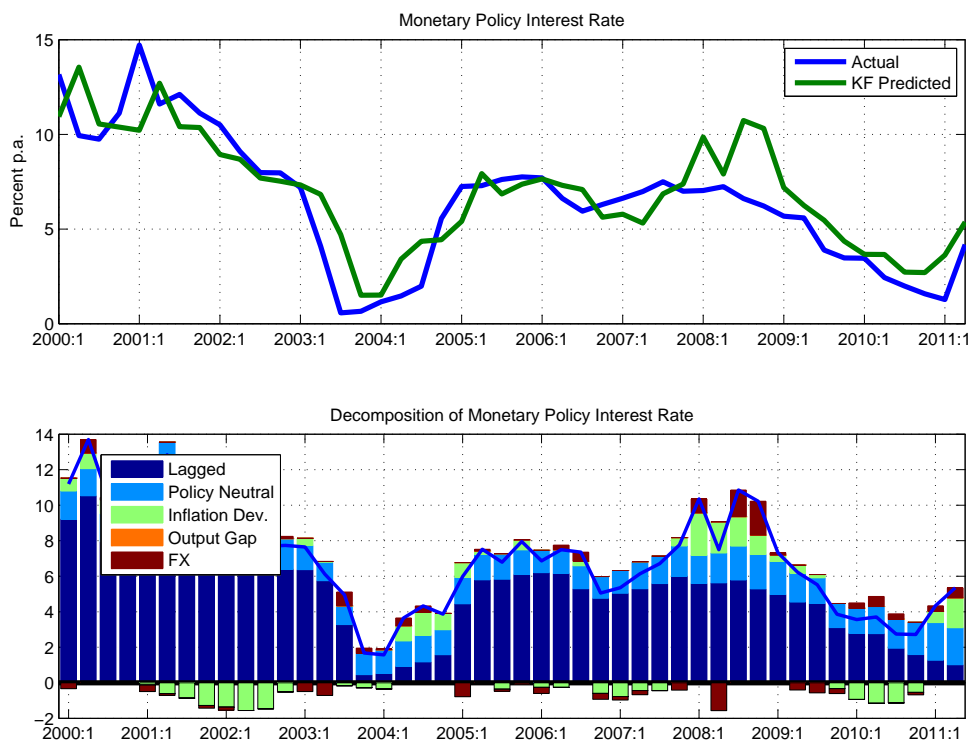 Monetary Policy Interest Rate
Percent p.a.
15
10
5
0
Actual
KF Predicted
2000:1 2001:1 2002:1 2003:1 2004:1 2005:1 2006:1 2007:1 2008:1 2009:1 2010:1 2011:1
Decomposition of Monetary Policy Interest Rate
14
12
10
8
6
4
2
0
−2
Lagged
Policy Neutral
Inflation Dev.
Output Gap
FX
2000:1 2001:1 2002:1 2003:1 2004:1 2005:1 2006:1 2007:1 2008:1 2009:1 2010:1 2011:1